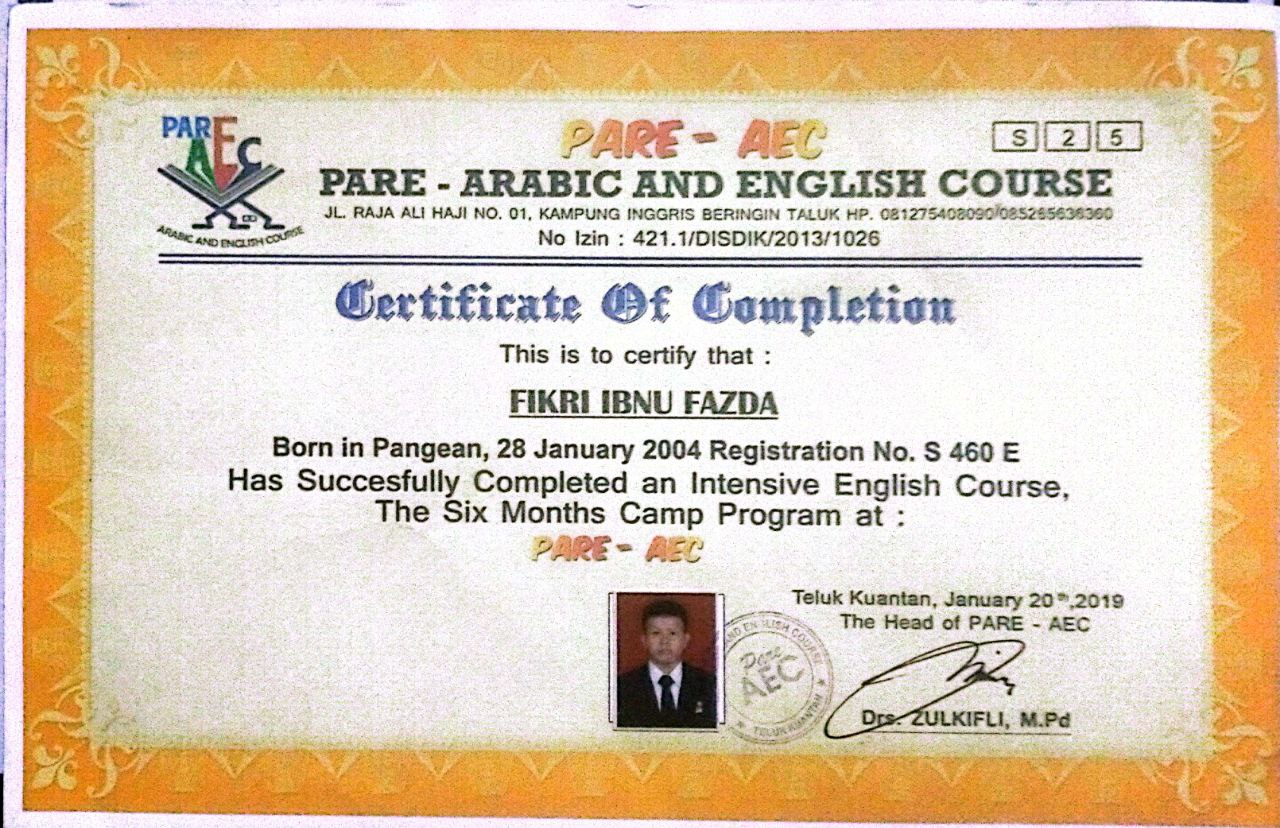 PARE AEC
ARABIC AND ENGLISH COURSE
PARE - AEC
S 2 5
PARE - ARABIC AND ENGLISH COURSE
JL. RAJA ALI HAJI NO. 01, KAMPUNG INGGRIS BERINGIN TALUK HP. 081275408090/085265636360
No Izin : 421.1/DISDIK/2013/1026
Certificate Of Completion
This is to certify that :
FIKRI IBNU FAZDA
Born in Pangean, 28 January 2004 Registration No. S 460 E
Has Succesfully Completed an Intensive English Course,
The Six Months Camp Program at :
PARE - AEC
Teluk Kuantan, January 20th,2019
The Head of PARE - AEC
AND ENGLISH COURSE
Pare
AEC
TELUK KUANTAN
Drs. ZULKIFLI, M.Pd